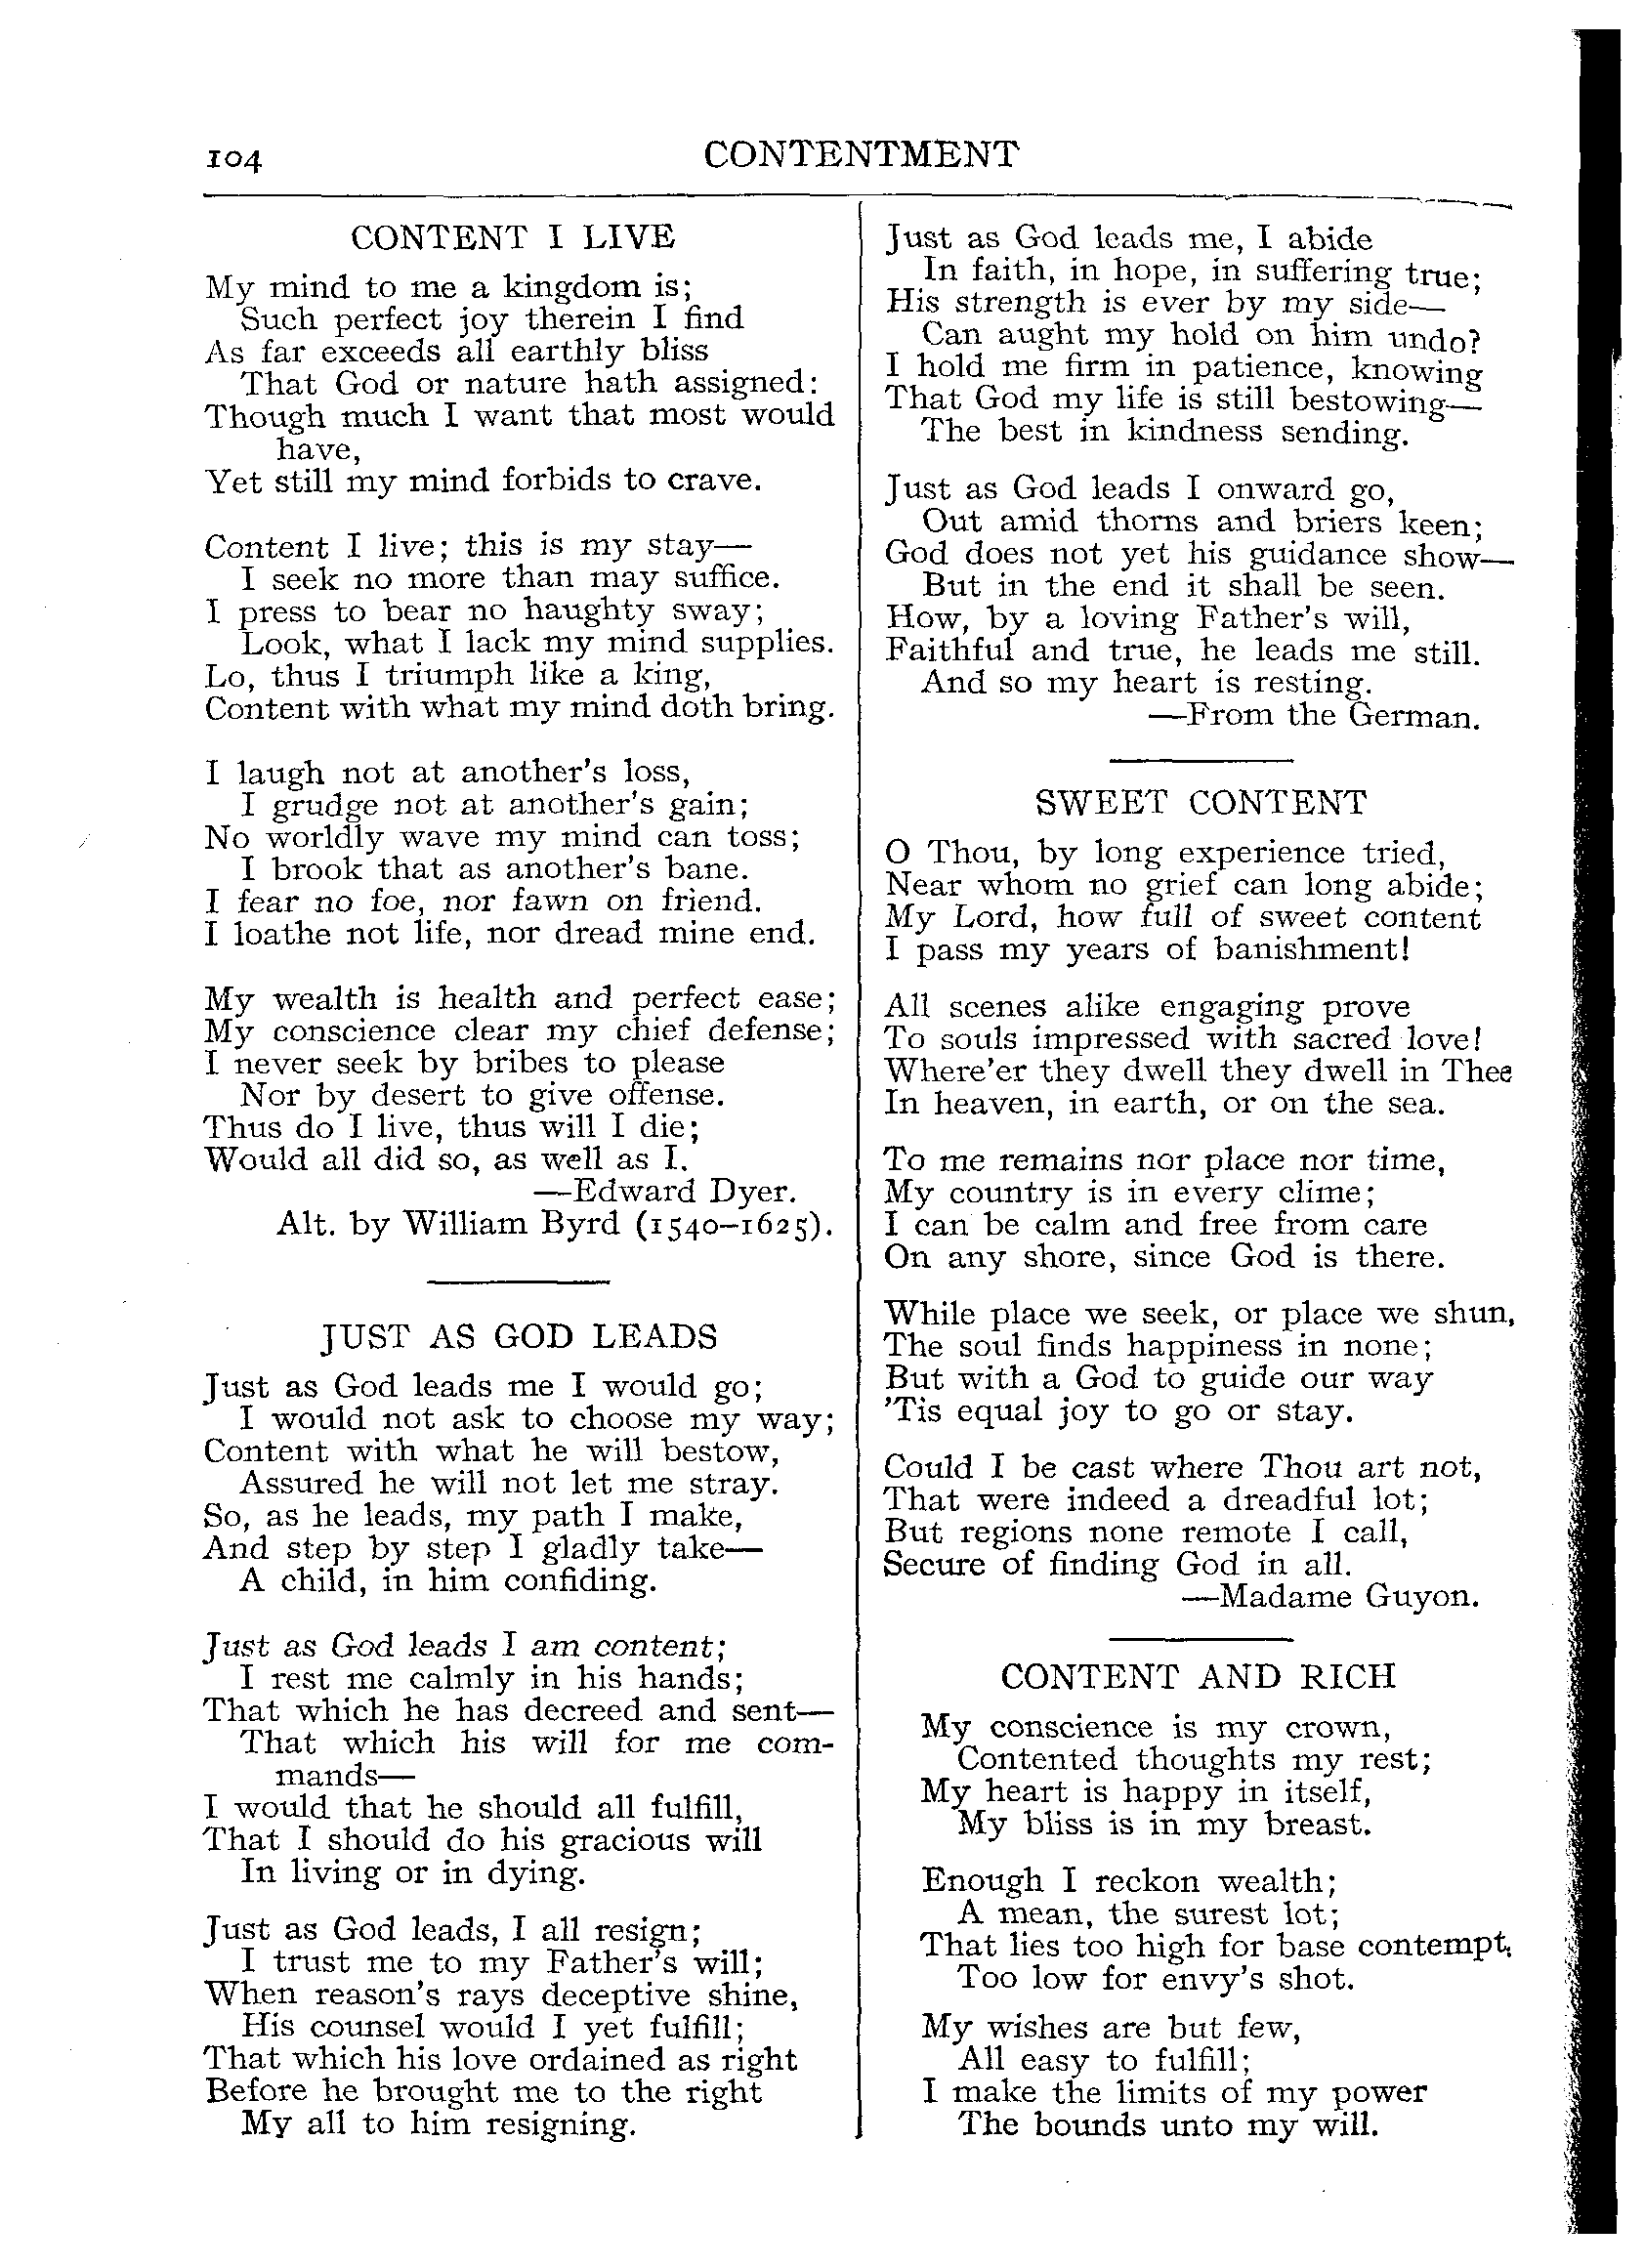 104
CONTENTMENT
CONTENT I LIVE
My mind to me a kingdom is;
Such perfect joy therein I find
As far exceeds all earthly bliss
That God or nature hath assigned:
Though much I want that most would
have,
Yet still my mind forbids to crave.
Content I live; this is my stay—
I seek no more than may suffice.
I press to bear no haughty sway;
Look, what I lack my mind supplies.
Lo, thus I triumph like a king,
Content with what my mind doth bring.
I laugh not at another's loss,
I grudge not at another's gain;
No worldly wave my mind can toss;
I brook that as another's bane.
I fear no foe, nor fawn on friend.
I loathe not life, nor dread mine end.
My wealth is health and perfect ease;
My conscience clear my chief defense;
I never seek by bribes to please
Nor by desert to give offense.
Thus do I live, thus will I die;
Would all did so, as well as I.
—Edward Dyer.
Alt. by William Byrd (1540–1625).
JUST AS GOD LEADS
Just as God leads me I would go;
I would not ask to choose my way;
Content with what he will bestow,
Assured he will not let me stray.
So, as he leads, my path I make,
And step by step I gladly take—
A child, in him confiding.
Just as God leads I am content;
I rest me calmly in his hands;
That which he has decreed and sent—
That which his will for me com-
mands—
I would that he should all fulfill,
That I should do his gracious will
In living or in dying.
Just as God leads, I all resign;
I trust me to my Father's will;
When reason's rays deceptive shine,
His counsel would I yet fulfill;
That which his love ordained as right
Before he brought me to the right
My all to him resigning.
Just as God leads me, I abide
In faith, in hope, in suffering true;
His strength is ever by my side—
Can aught my hold on him undo?
I hold me firm in patience, knowing
That God my life is still bestowing—
The best in kindness sending.
Just as God leads I onward go,
Out amid thorns and briers keen;
God does not yet his guidance show—
But in the end it shall be seen.
How, by a loving Father's will,
Faithful and true, he leads me still.
And so my heart is resting.
—From the German.
SWEET CONTENT
O Thou, by long experience tried,
Near whom no grief can long abide;
My Lord, how full of sweet content
I pass my years of banishment!
All scenes alike engaging prove
To souls impressed with sacred love!
Where'er they dwell they dwell in Thee
In heaven, in earth, or on the sea.
To me remains nor place nor time,
My country is in every clime;
I can be calm and free from care
On any shore, since God is there.
While place we seek, or place we shun,
The soul finds happiness in none;
But with a God to guide our way
'Tis equal joy to go or stay.
Could I be cast where Thou art not,
That were indeed a dreadful lot;
But regions none remote I call,
Secure of finding God in all.
—Madame Guyon.
CONTENT AND RICH
My conscience is my crown,
Contented thoughts my rest;
My heart is happy in itself,
My bliss is in my breast.
Enough I reckon wealth;
A mean, the surest lot;
That lies too high for base contempt,
Too low for envy's shot.
My wishes are but few,
All easy to fulfill;
I make the limits of my power
The bounds unto my will.